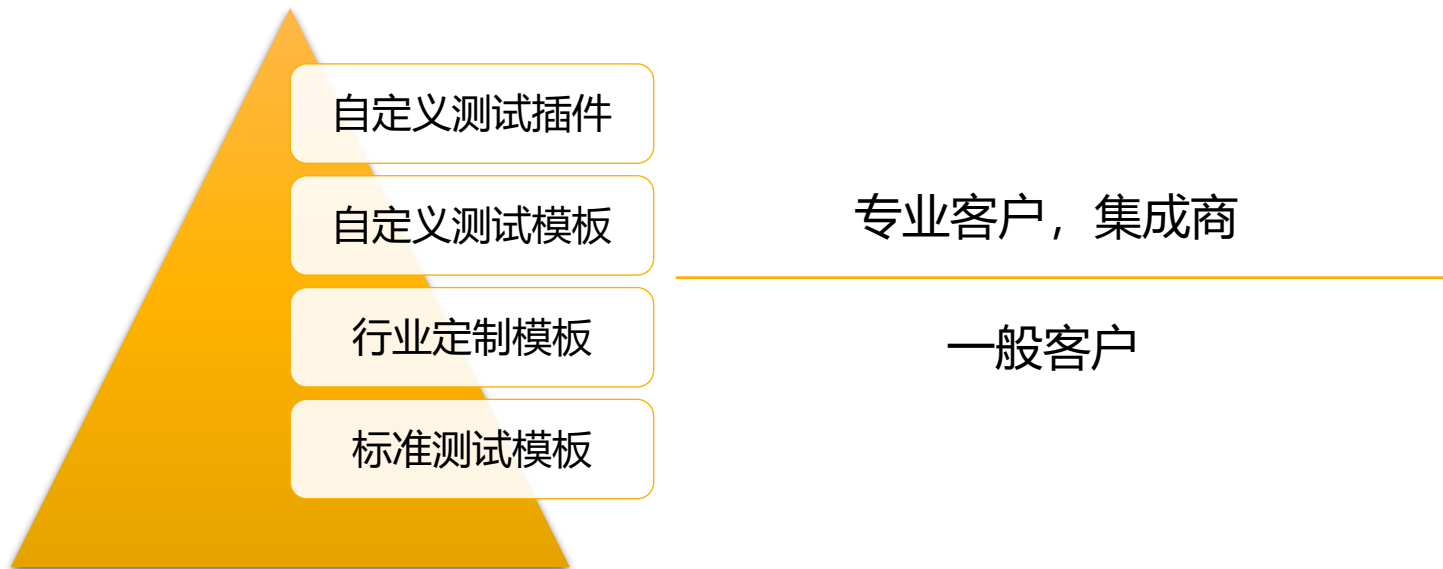 自定义测试插件
自定义测试模板
行业定制模板
标准测试模板
专业客户，集成商
一般客户